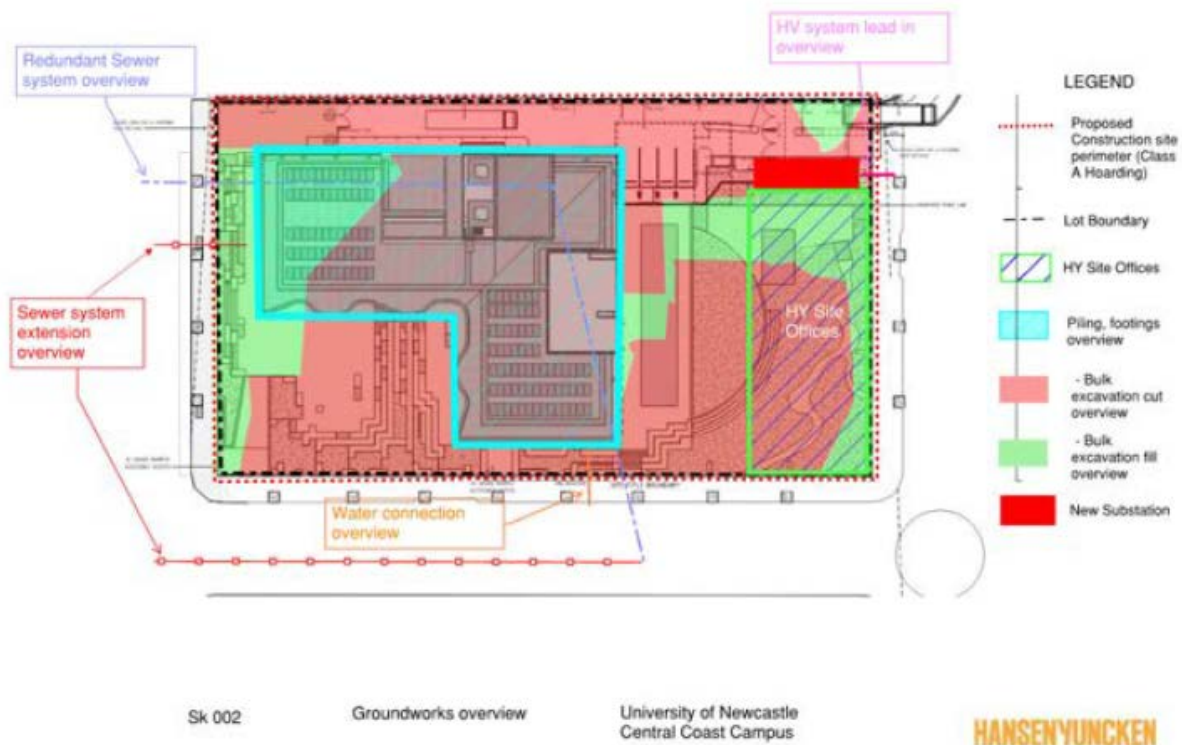 Redundant Sewer
system overview
HV system lead in
overview
LEGEND
Proposed
Construction site
perimeter (Class
A Hoarding)
Lot Boundary
HY Site Offices
Piling, footings
overview
- Bulk
excavation cut
overview
- Bulk
excavation fill
overview
New Substation
Sewer system
extension
overview
HY Site
Offices
Water connection
overview
Sk 002
Groundworks overview
University of Newcastle
Central Coast Campus
HANSENYUNCKEN